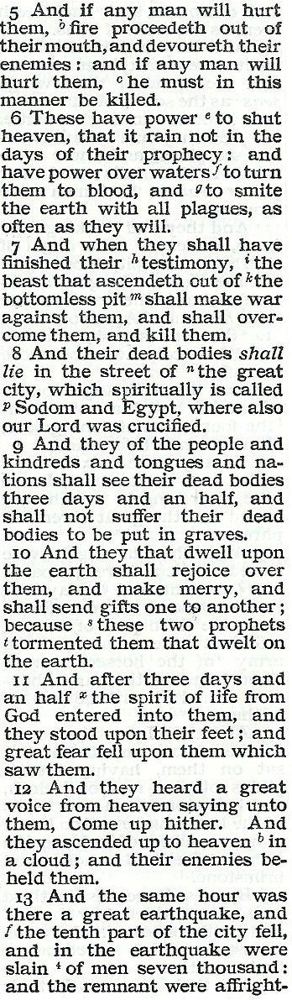 5 And if any man will hurt
them, ᵇ fire proceedeth out of
their mouth, and devoureth their
enemies : and if any man will
hurt them, ᶜ he must in this
manner be killed.
6 These have power ᵉ to shut
heaven, that it rain not in the
days of their prophecy : and
have power over waters ᶠ to turn
them to blood, and ᵍ to smite
the earth with all plagues, as
often as they will.
7 And when they shall have
finished their ʰ testimony, ⁱ the
beast that ascendeth out of ᵏ the
bottomless pit ᵐ shall make war
against them, and shall over-
come them, and kill them.
8 And their dead bodies shall
lie in the street of ⁿ the great
city, which spiritually is called
ᵖ Sodom and Egypt, where also
our Lord was crucified.
9 And they of the people and
kindreds and tongues and na-
tions shall see their dead bodies
three days and an half, and
shall not suffer their dead
bodies to be put in graves.
10 And they that dwell upon
the earth shall rejoice over
them, and make merry, and
shall send gifts one to another ;
because ˢ these two prophets
ᵗ tormented them that dwelt on
the earth.
11 And after three days and
an half ˣ the spirit of life from
God entered into them, and
they stood upon their feet ; and
great fear fell upon them which
saw them.
12 And they heard a great
voice from heaven saying unto
them, Come up hither. And
they ascended up to heaven ᵇ in
a cloud ; and their enemies be-
held them.
13 And the same hour was
there a great earthquake, and
ᶠ the tenth part of the city fell,
and in the earthquake were
slain ⁴ of men seven thousand :
and the remnant were affright-